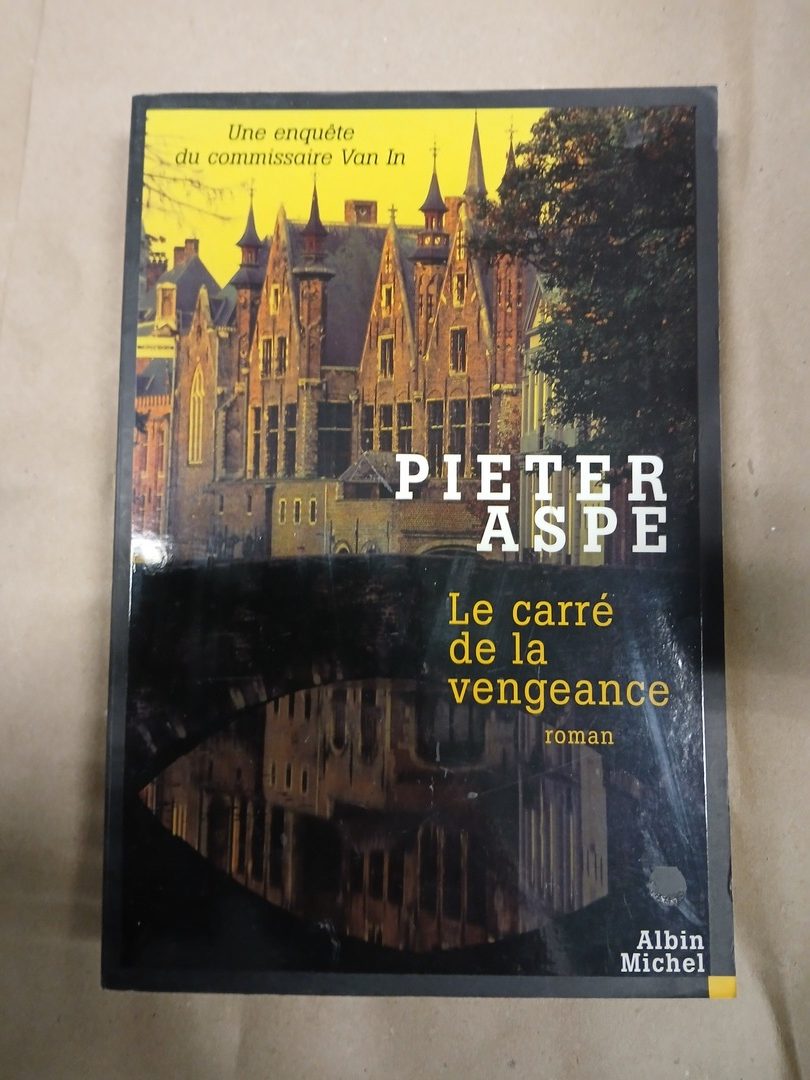 Une enquête
du commissaire Van In
PIETER
ASPE
Le carré
de la
vengeance
roman
Albin
Michel